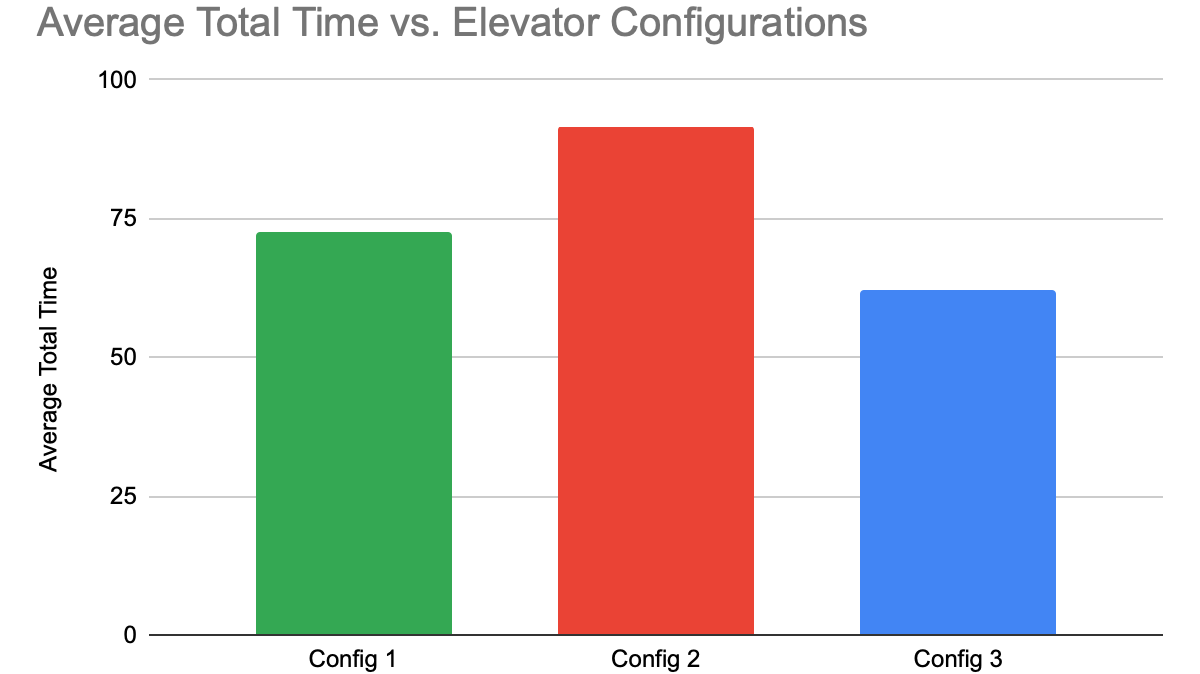 Average Total Time vs. Elevator Configurations
100
75
50
25
0
Average Total Time
Config 1
Config 2
Config 3